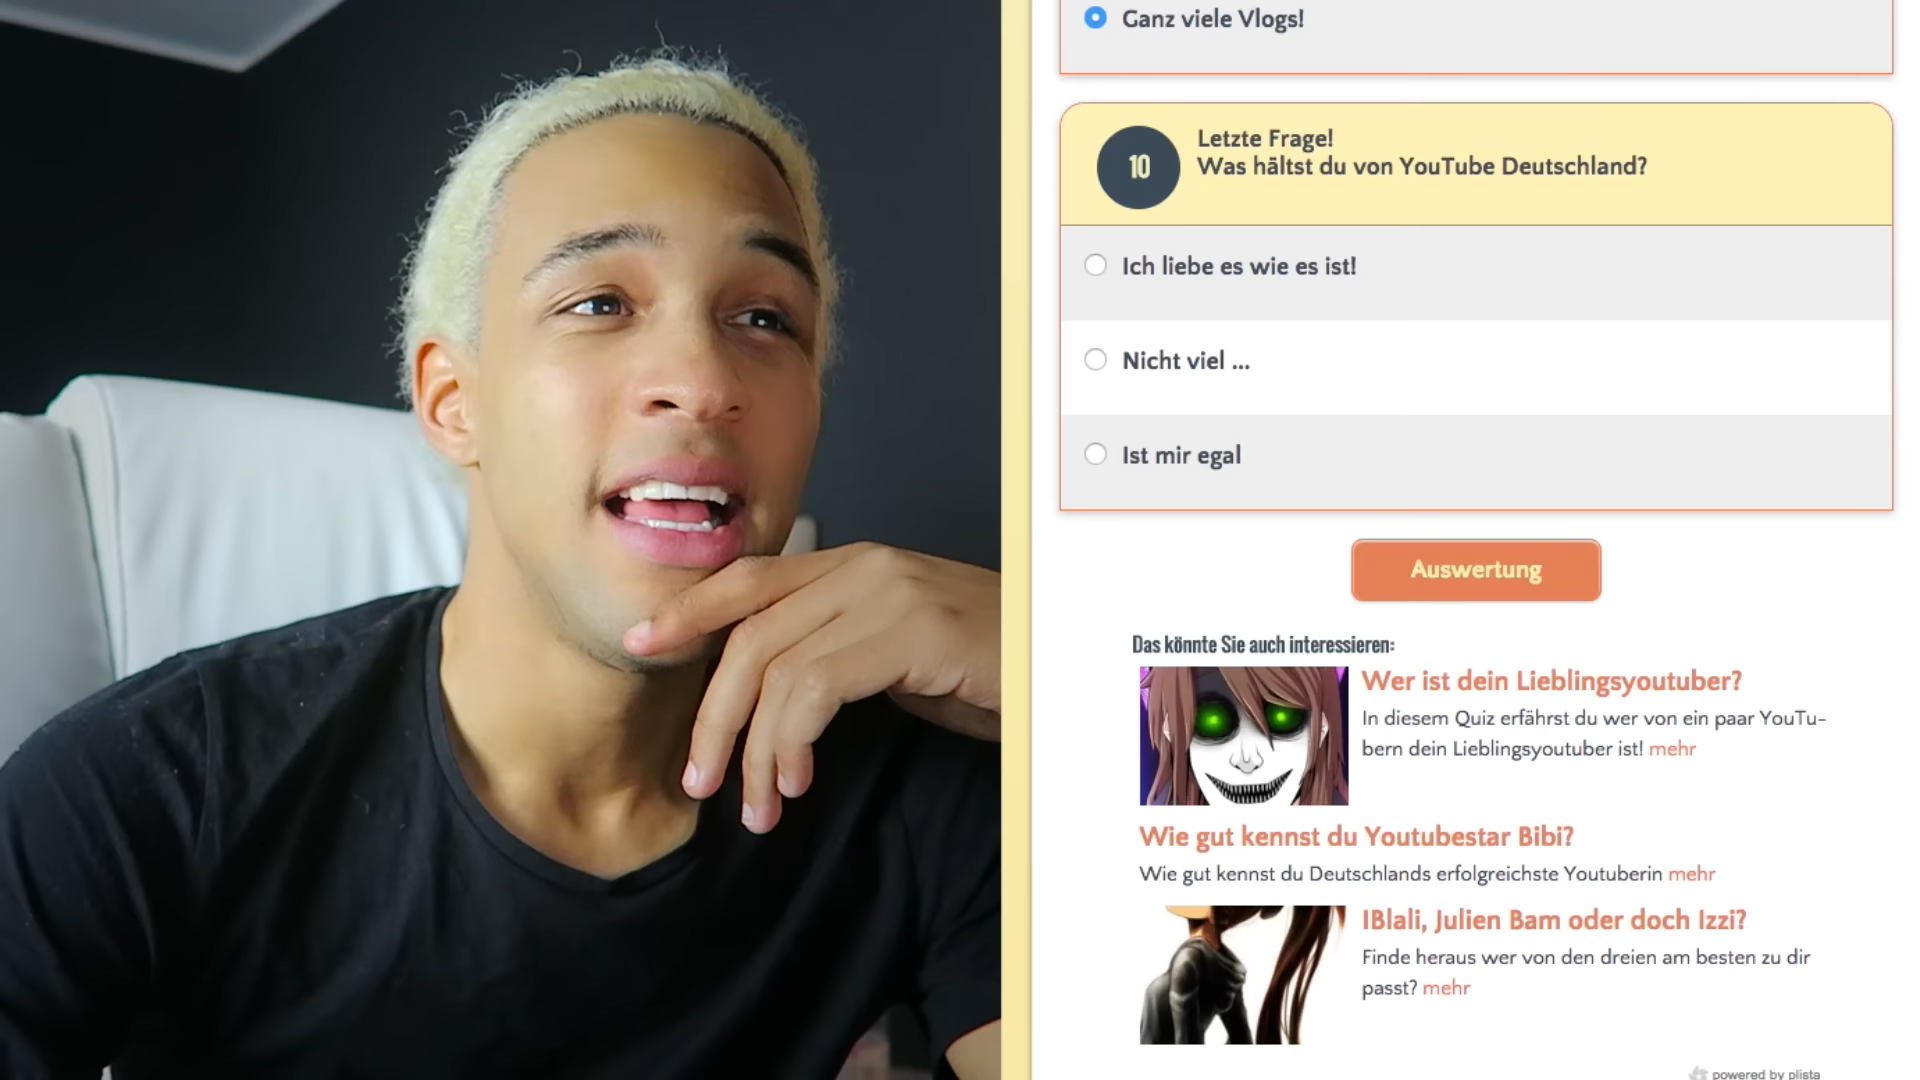 Ganz viele Vlogs!
10
Letzte Frage!
Was hältst du von YouTube Deutschland?
Ich liebe es wie es ist!
Nicht viel ...
Ist mir egal
Auswertung
Das könnte Sie auch interessieren:
Wer ist dein Lieblingsyoutuber?
In diesem Quiz erfährst du wer von ein paar YouTu-
bern dein Lieblingsyoutuber ist! mehr
Wie gut kennst du Youtubestar Bibi?
Wie gut kennst du Deutschlands erfolgreichste Youtuberin mehr
IBlali, Julien Bam oder doch Izzi?
Finde heraus wer von den dreien am besten zu dir
passt? mehr
powered by plista